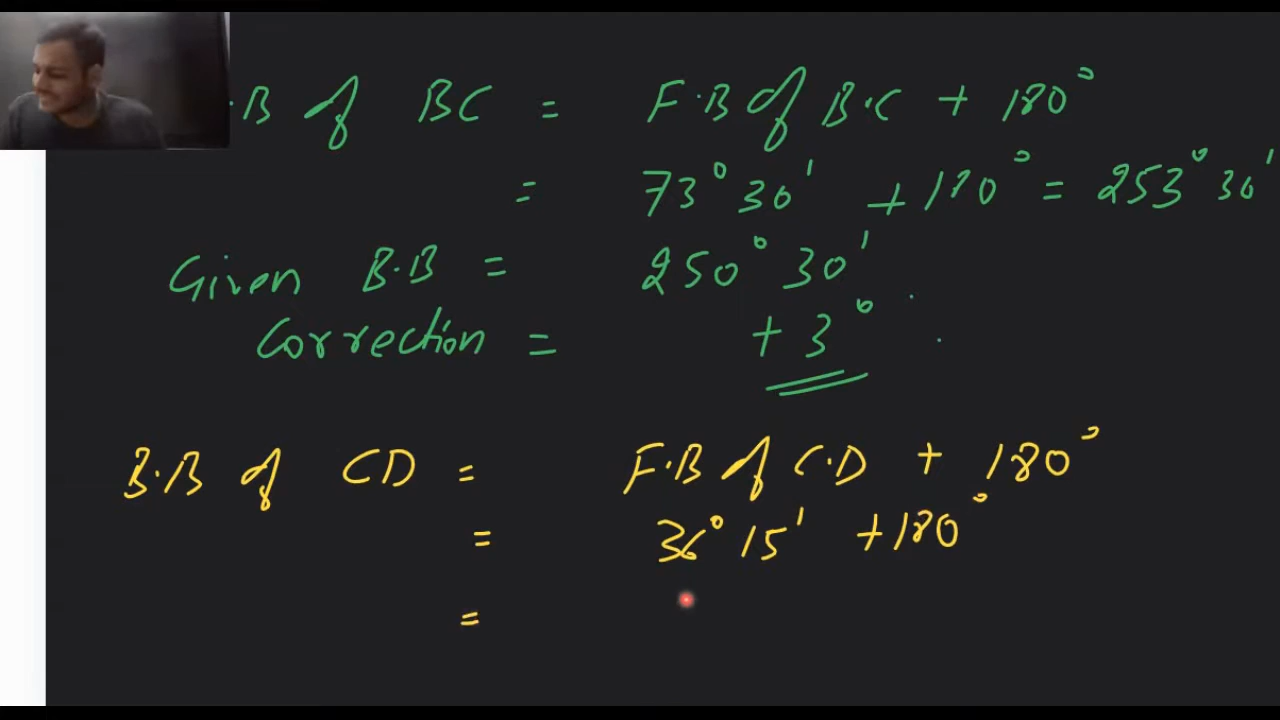 .B of BC = F.B of B.C + 180°
= 73° 30' + 180° = 253° 30'
Given B.B = 250° 30'
Correction = + 3°
B.B of CD = F.B of C.D + 180°
= 36° 15' + 180°
=